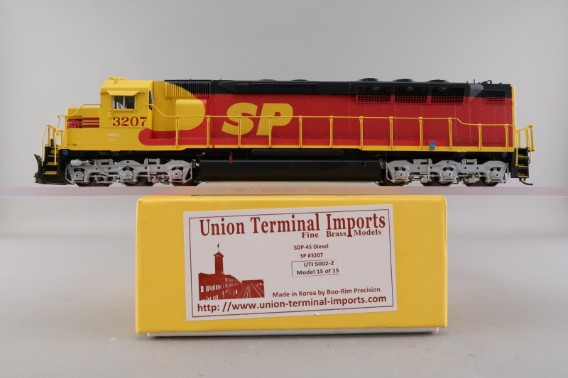 3207
SP
Union Terminal Imports
Fine Brass Models
SDP-45 Diesel
SP #3207
UTI 5002-2
Model 15 of 15
Made in Korea by Boo-Rim Precision
http://www.union-terminal-imports.com